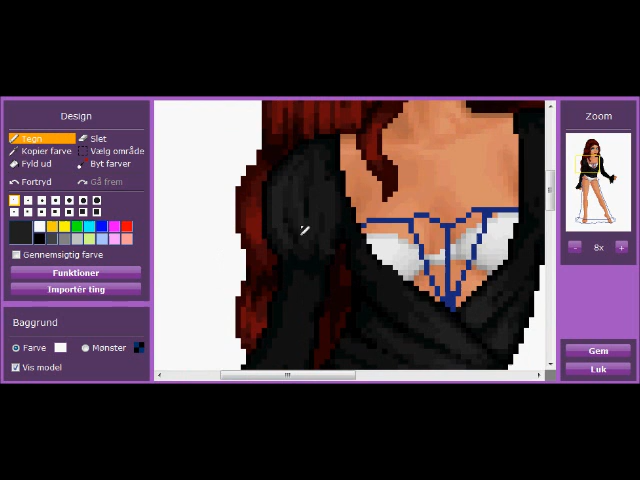 Design
Tegn
Slet
Kopier farve
Vælg område
Fyld ud
Byt farver
Fortryd
Gå frem
Gennemsigtig farve
Funktioner
Importér ting
Baggrund
Farve
Mønster
Vis model
Zoom
- 8x +
Gem
Luk